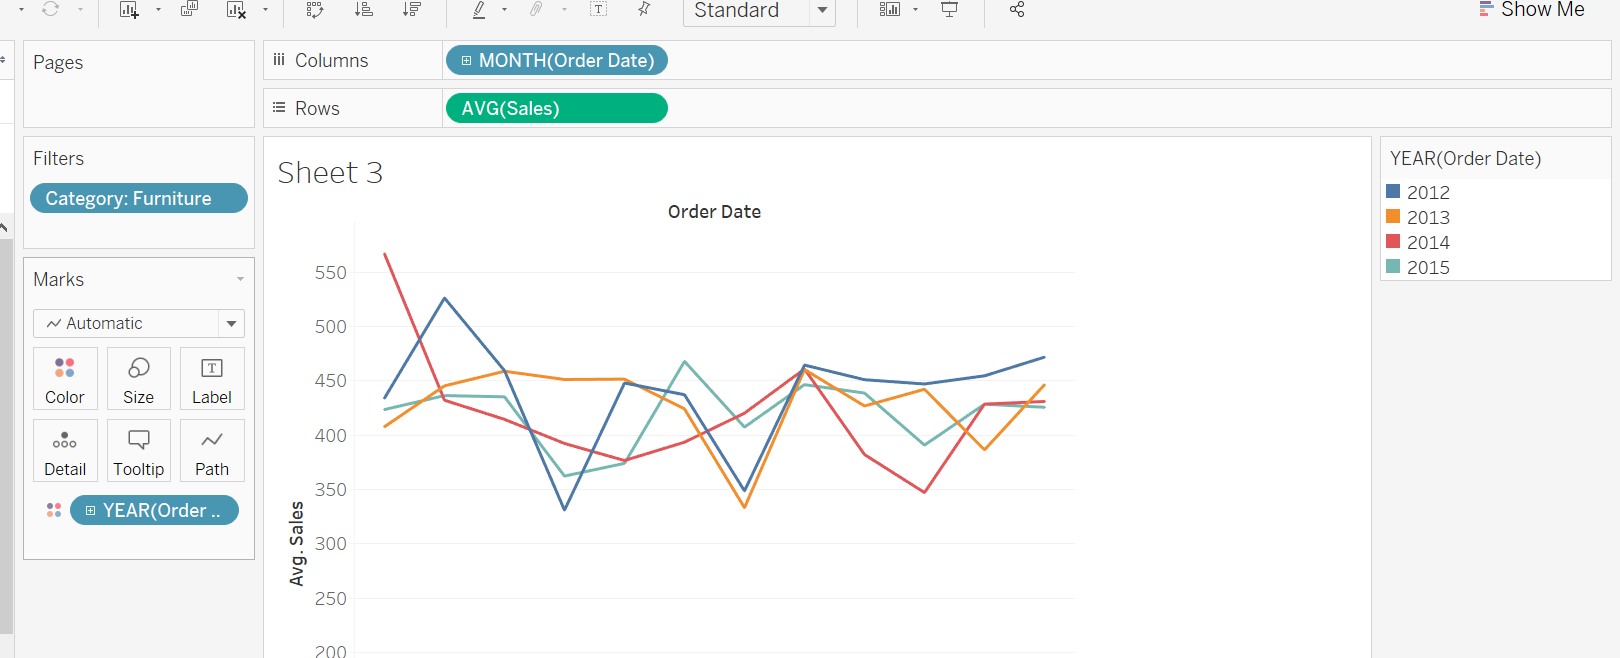 Standard
Show Me
Pages
Columns
MONTH(Order Date)
Rows
AVG(Sales)
Filters
Category: Furniture
Marks
Automatic
Color
Size
T
Label
Detail
Tooltip
Path
YEAR(Order ..
Sheet 3
Order Date
550
500
450
400
350
300
250
200
Avg. Sales
YEAR(Order Date)
2012
2013
2014
2015